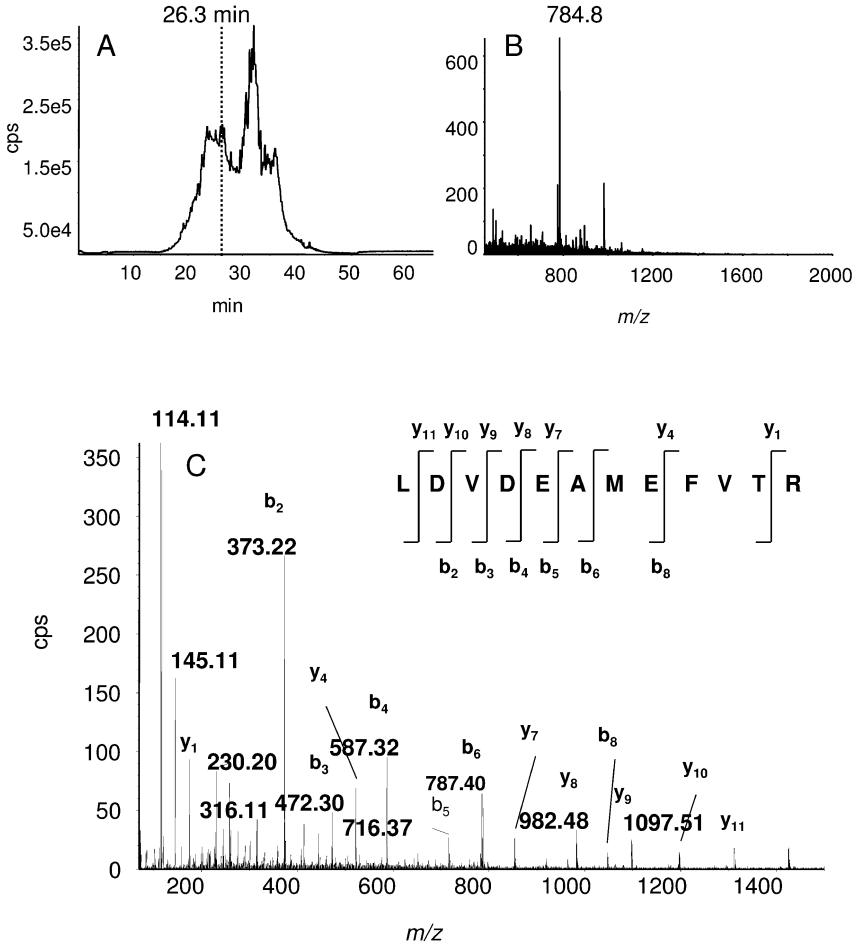 26.3 min
A
3.5e5
2.5e5
1.5e5
5.0e4
cps
10 20 30 40 50 60
min
784.8
B
600
400
200
0
800 1200 1600 2000
m/z
114.11
C
350
300
250
200
150
100
50
0
cps
b2
373.22
145.11
y1
230.20
316.11
b3
472.30
y4
b4
587.32
716.37
b5
b6
787.40
y7
y8
982.48
b8
y9
1097.51
y10
y11
y11 y10 y9 y8 y7 y4 y1
L D V D E A M E F V T R
b2 b3 b4 b5 b6 b8
200 400 600 800 1000 1200 1400
m/z